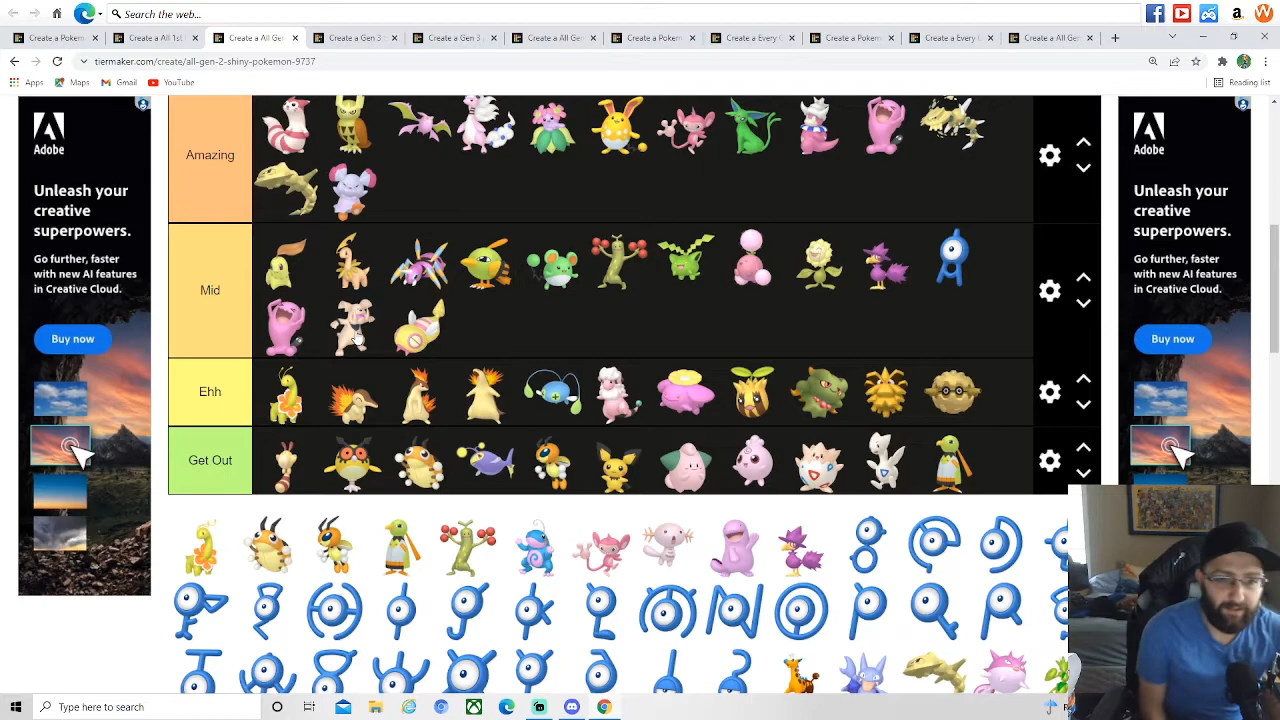 Search the web...
Create a Pokem
Create a All 1st
Create a All Gen
Create a Gen 3 S
Create a Gen 3
Create a All Gen
Create a Pokem
Create a Every G
Create a Pokem
Create a Every G
Create a All Gen
tiermaker.com/create/all-gen-2-shiny-pokemon-9737
Apps
Maps
Gmail
YouTube
Reading list
Adobe
Unleash your
creative
superpowers.
Go further, faster
with new AI features
in Creative Cloud.
Buy now
Amazing
Mid
Ehh
Get Out
Adobe
Unleash your
creative
superpowers.
Go further, faster
with new AI features
in Creative Cloud.
Buy now
Type here to search